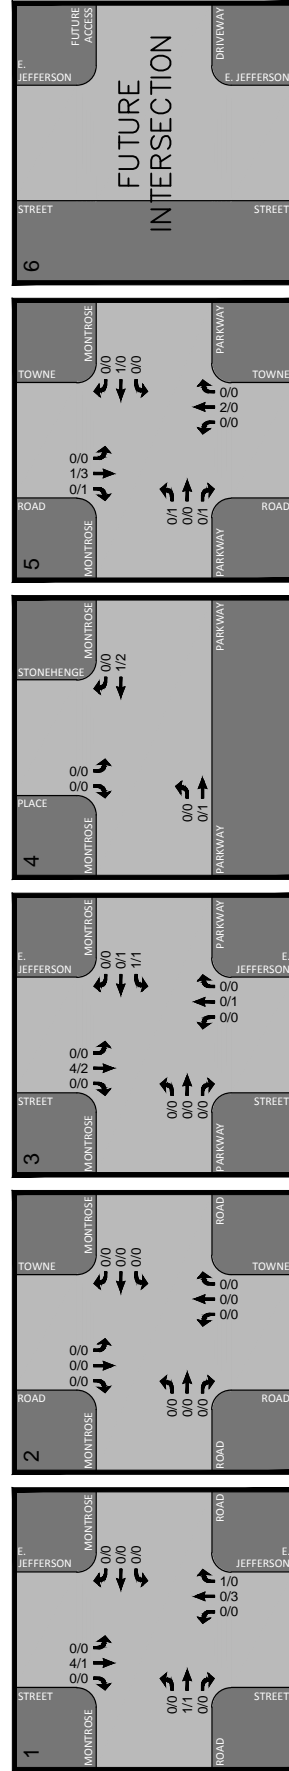 1
STREET
E.
JEFFERSON
MONTROSE
MONTROSE
0/0
4/1
0/0
0/0
0/0
0/0
0/0
1/1
0/0
0/0
0/3
1/0
ROAD
ROAD
STREET
E.
JEFFERSON
2
ROAD
TOWNE
MONTROSE
MONTROSE
0/0
0/0
0/0
0/0
0/0
0/0
0/0
0/0
0/0
0/0
0/0
0/0
ROAD
ROAD
ROAD
TOWNE
3
STREET
E.
JEFFERSON
MONTROSE
MONTROSE
0/0
4/2
0/0
0/0
0/1
1/1
0/0
0/0
0/0
0/0
0/1
0/0
PARKWAY
PARKWAY
STREET
E.
JEFFERSON
4
PLACE
STONEHENGE
MONTROSE
MONTROSE
0/0
0/0
0/0
1/2
0/0
0/1
PARKWAY
PARKWAY
5
ROAD
TOWNE
MONTROSE
MONTROSE
0/1
1/3
0/0
0/0
1/0
0/0
0/1
0/0
0/1
0/0
2/0
0/0
PARKWAY
PARKWAY
ROAD
TOWNE
6
STREET
E.
JEFFERSON
FUTURE
ACCESS
FUTURE
INTERSECTION
DRIVEWAY
STREET
E. JEFFERSON